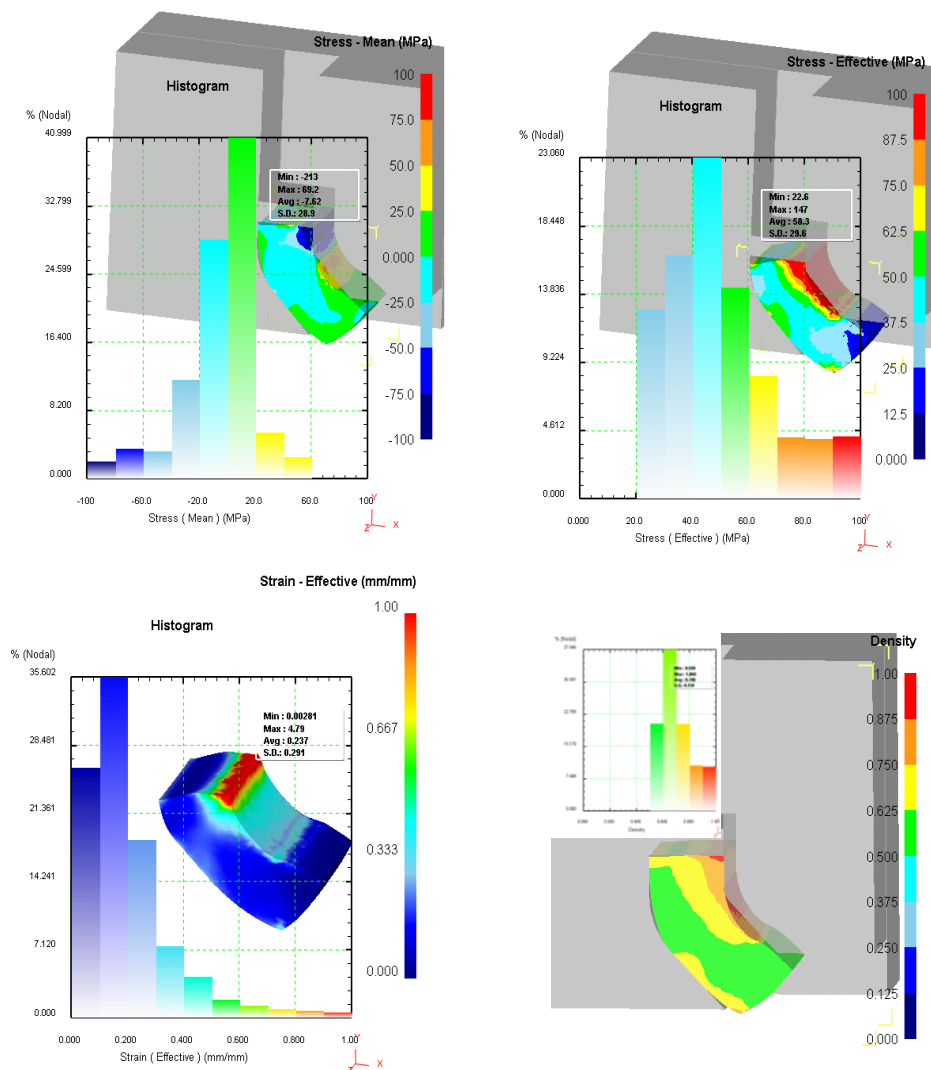 Stress - Mean (MPa)
Histogram
% (Nodal)
40.999
32.799
24.599
16.400
8.200
0.000
-100
-60.0
-20.0
20.0
60.0
100
Stress ( Mean ) (MPa)
Min : -213
Max : 69.2
Avg : -7.62
S.D.: 28.9
100
75.0
50.0
25.0
0.000
-25.0
-50.0
-75.0
-100
Y
Z
X
Stress - Effective (MPa)
Histogram
% (Nodal)
23.060
18.448
13.836
9.224
4.612
0.000
0.000
20.0
40.0
60.0
80.0
100
Stress ( Effective ) (MPa)
Min : 22.6
Max : 147
Avg : 58.3
S.D.: 29.6
100
87.5
75.0
62.5
50.0
37.5
25.0
12.5
0.000
Y
Z
X
Strain - Effective (mm/mm)
Histogram
% (Nodal)
35.602
28.481
21.361
14.241
7.120
0.000
0.000
0.200
0.400
0.600
0.800
1.00
Strain ( Effective ) (mm/mm)
Min : 0.00281
Max : 4.79
Avg : 0.237
S.D.: 0.291
1.00
0.667
0.333
0.000
Y
X
Density
% (Nodal)
0.000
Density
1.00
0.875
0.750
0.625
0.500
0.375
0.250
0.125
0.000